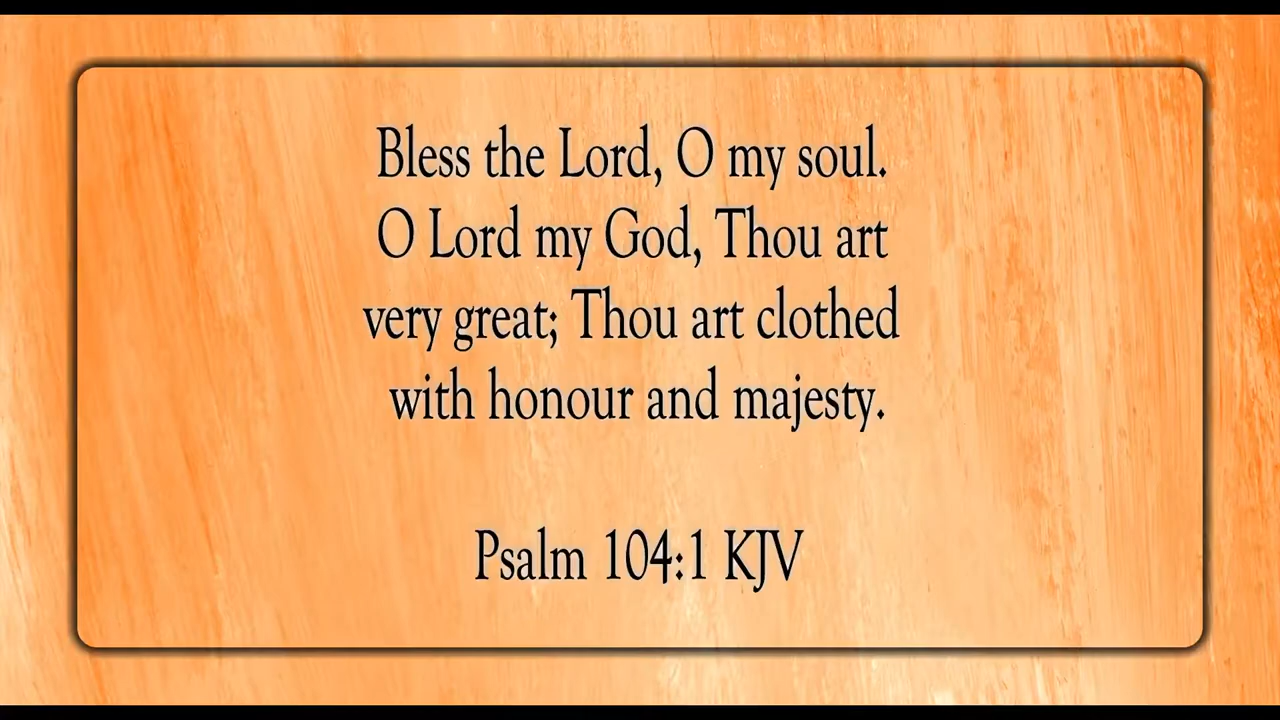 Bless the Lord, O my soul.
O Lord my God, Thou art
very great; Thou art clothed
with honour and majesty.
Psalm 104:1 KJV